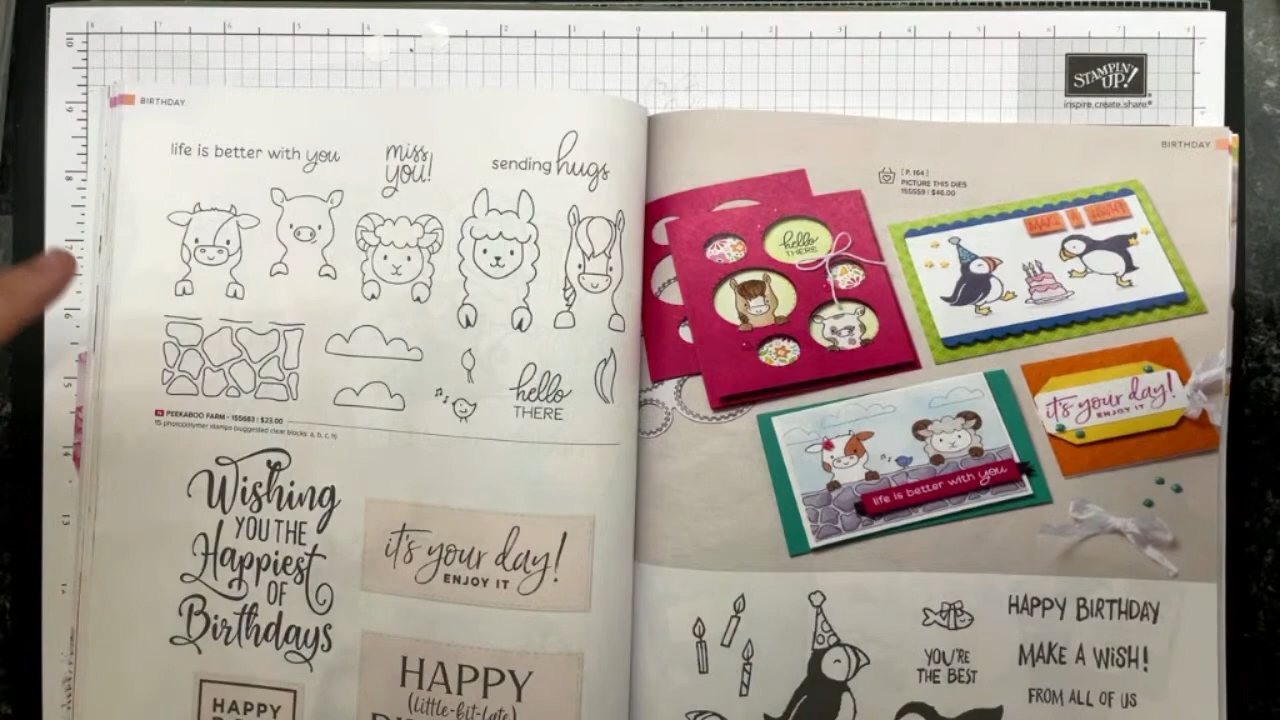 STAMPIN' UP!
inspire.create.share.
BIRTHDAY
life is better with you
miss you!
sending hugs
hello
THERE
PEEKABOO FARM • 155683 | $23.00
15 photopolymer stamps (suggested clear blocks: a, b, c, h)
Wishing
YOU THE
Happiest
OF
Birthdays
it's your day!
ENJOY IT
HAPPY
(little-bit-late)
HAPPY
BIRTHDAY
[ P. 164 ]
PICTURE THIS DIES
155559 | $46.00
hello
THERE
MAKE A WISH!
it's your day!
ENJOY IT
life is better with you
HAPPY BIRTHDAY
YOU'RE
THE BEST
MAKE A WISH!
FROM ALL OF US